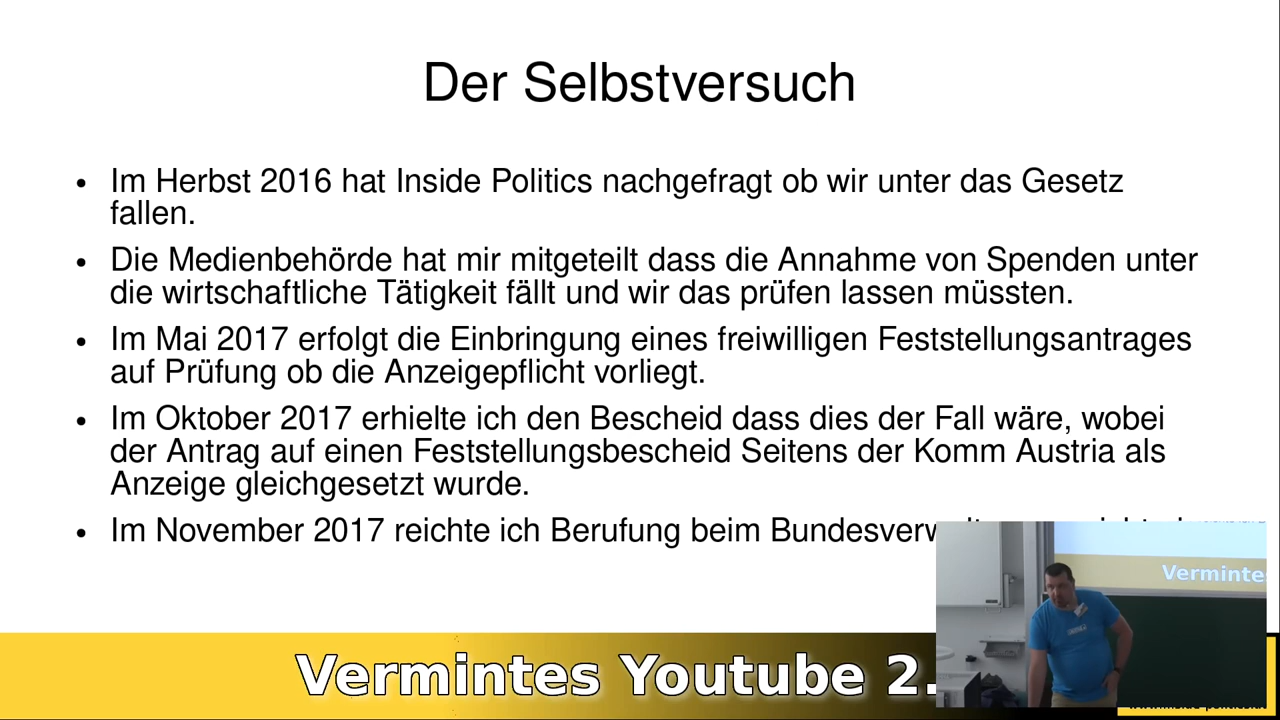 Der Selbstversuch
• Im Herbst 2016 hat Inside Politics nachgefragt ob wir unter das Gesetz
fallen.
• Die Medienbehörde hat mir mitgeteilt dass die Annahme von Spenden unter
die wirtschaftliche Tätigkeit fällt und wir das prüfen lassen müssten.
• Im Mai 2017 erfolgt die Einbringung eines freiwilligen Feststellungsantrages
auf Prüfung ob die Anzeigepflicht vorliegt.
• Im Oktober 2017 erhielte ich den Bescheid dass dies der Fall wäre, wobei
der Antrag auf einen Feststellungsbescheid Seitens der Komm Austria als
Anzeige gleichgesetzt wurde.
• Im November 2017 reichte ich Berufung beim
Vermintes Youtube 2.